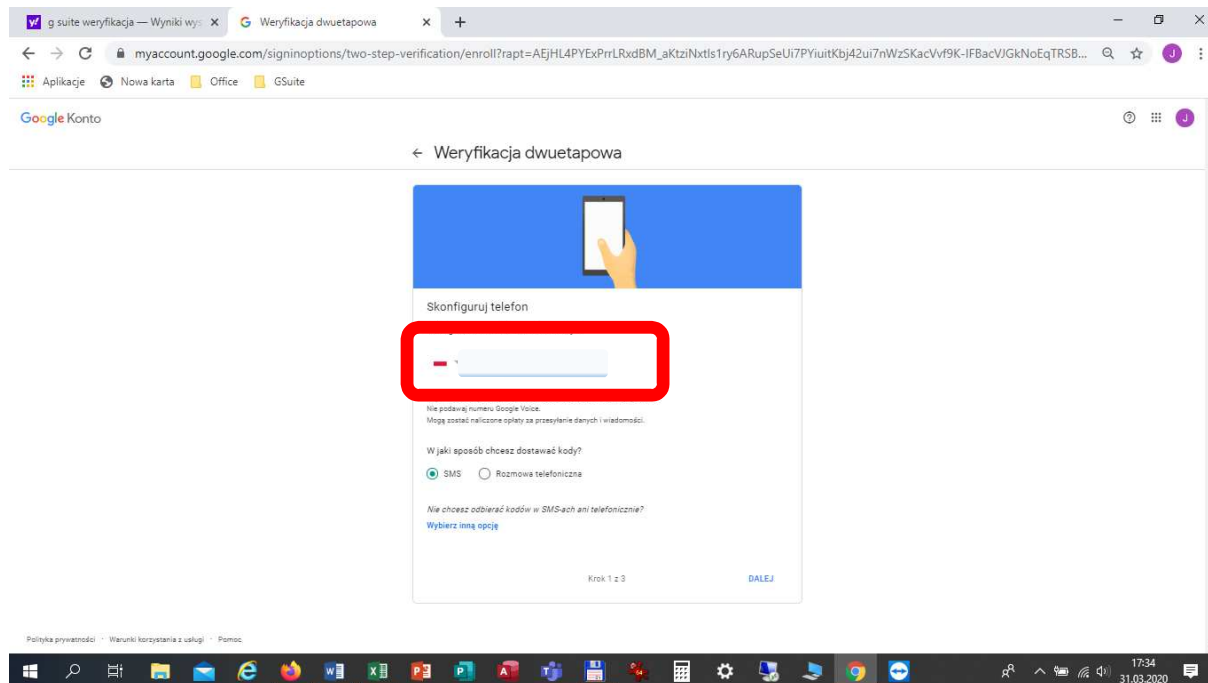 g suite weryfikacja — Wyniki wys
Weryfikacja dwuetapowa
myaccount.google.com/signinoptions/two-step-verification/enroll?rapt=AEjHL4PYExPrrLRxdBM_aKtziNxtls1ry6ARupSeUi7PYiuitKbj42ui7nWzSKacVvf9K-IFBacVJGkNoEqTRSB...
Aplikacje Nowa karta Office GSuite
Google Konto
J
← Weryfikacja dwuetapowa
Skonfiguruj telefon
Nie podawaj numeru Google Voice.
Mogą zostać naliczone opłaty za przesyłanie danych i wiadomości.
W jaki sposób chcesz dostawać kody?
SMS Rozmowa telefoniczna
Nie chcesz odbierać kodów w SMS-ach ani telefonicznie?
Wybierz inną opcję
Krok 1 z 3 DALEJ
Polityka prywatności · Warunki korzystania z usługi · Pomoc
17:34
31.03.2020